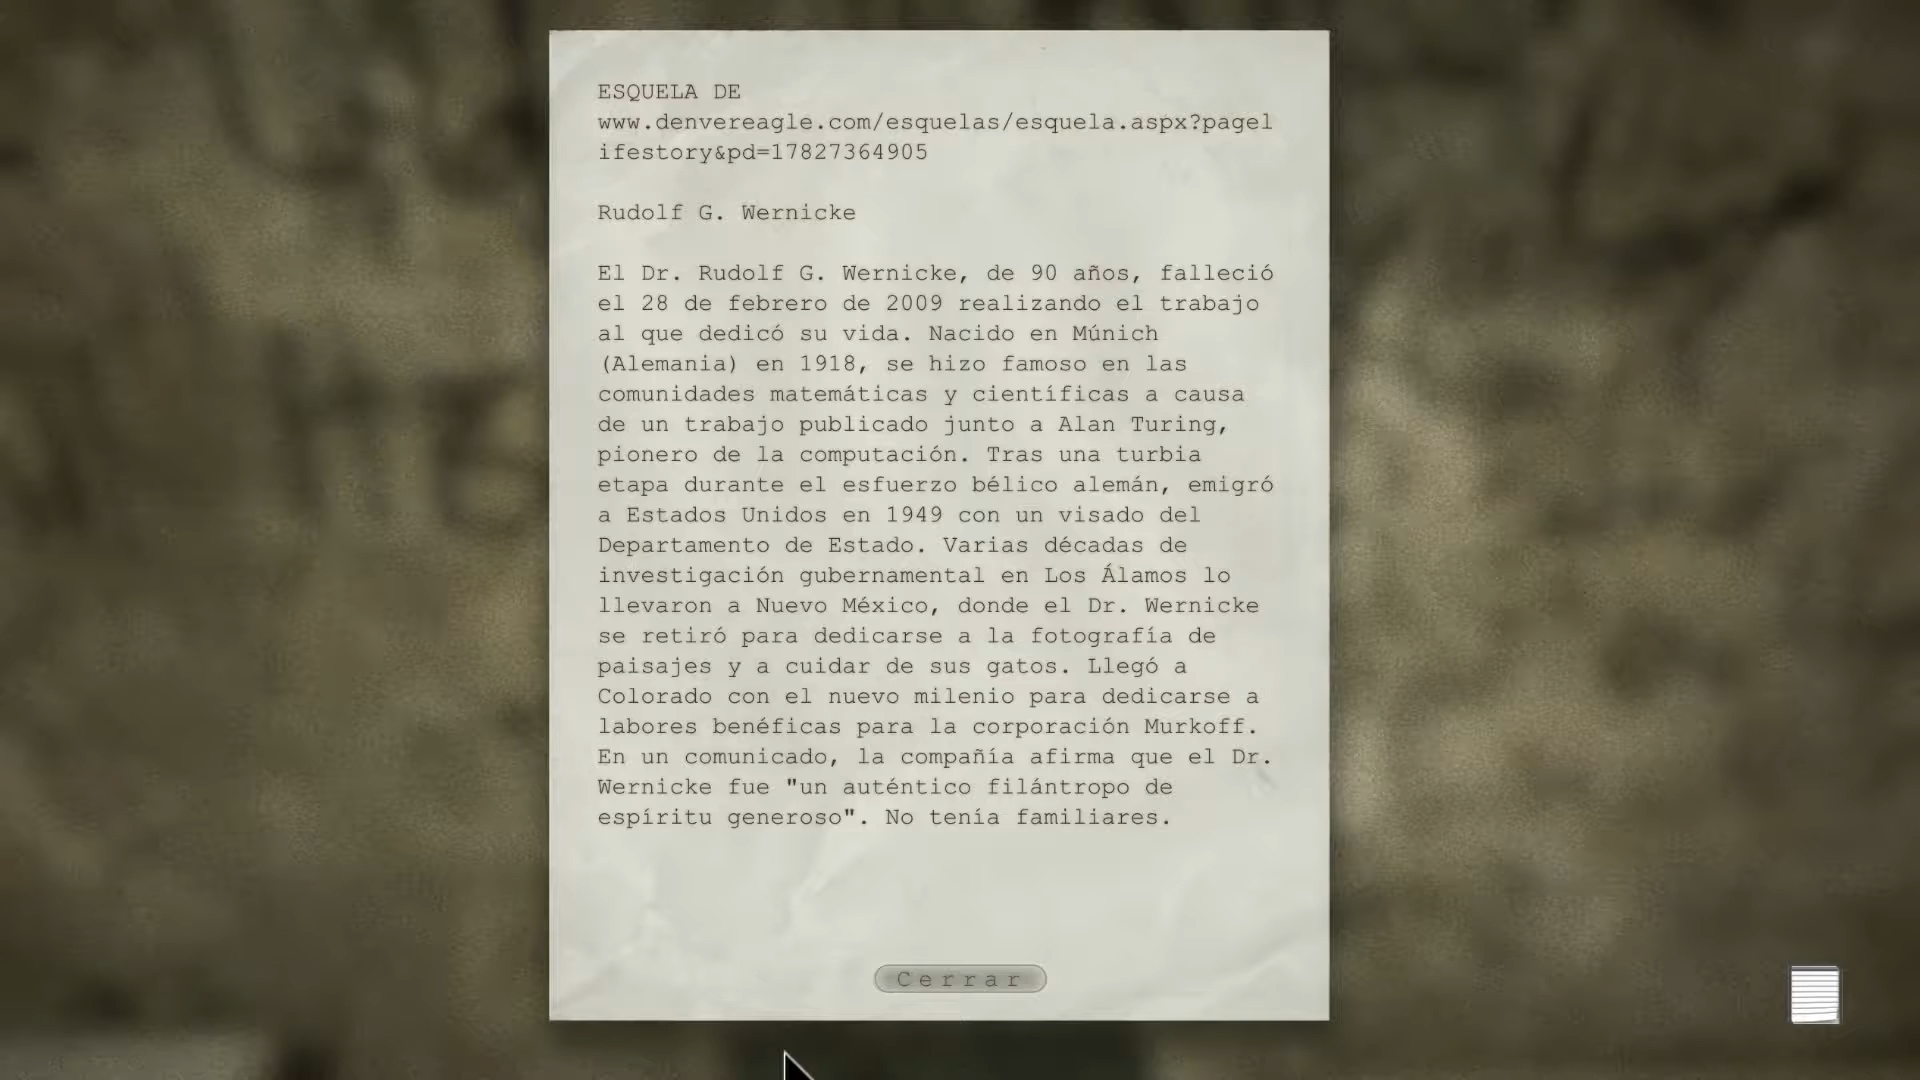 ESQUELA DE
www.denvereagle.com/esquelas/esquela.aspx?pagel
ifestory&pd=17827364905
Rudolf G. Wernicke
El Dr. Rudolf G. Wernicke, de 90 años, falleció
el 28 de febrero de 2009 realizando el trabajo
al que dedicó su vida. Nacido en Múnich
(Alemania) en 1918, se hizo famoso en las
comunidades matemáticas y científicas a causa
de un trabajo publicado junto a Alan Turing,
pionero de la computación. Tras una turbia
etapa durante el esfuerzo bélico alemán, emigró
a Estados Unidos en 1949 con un visado del
Departamento de Estado. Varias décadas de
investigación gubernamental en Los Álamos lo
llevaron a Nuevo México, donde el Dr. Wernicke
se retiró para dedicarse a la fotografía de
paisajes y a cuidar de sus gatos. Llegó a
Colorado con el nuevo milenio para dedicarse a
labores benéficas para la corporación Murkoff.
En un comunicado, la compañía afirma que el Dr.
Wernicke fue "un auténtico filántropo de
espíritu generoso". No tenía familiares.
Cerrar